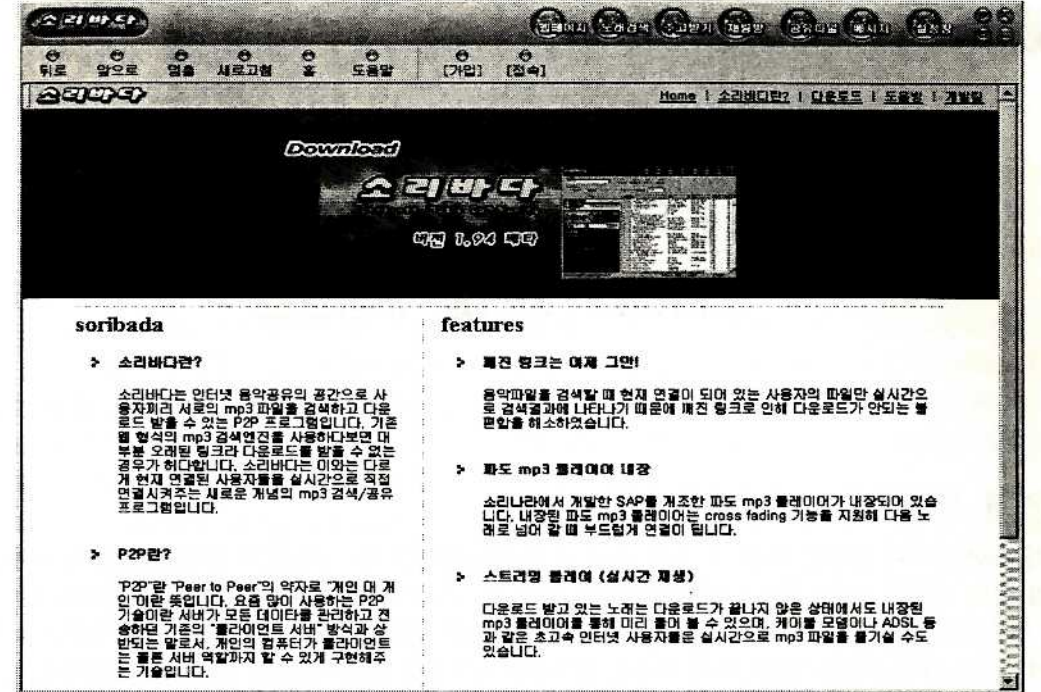 소리바다
웹페이지 노래검색 주고받기 채팅방 공유파일 메시지 설정창
뒤로 앞으로 멈춤 새로고침 홈 도움말 [가입] [접속]
소리바다
Home | 소리바다란? | 다운로드 | 도움방 | 개발팀
Download
소리바다
버전 1.94 베타
soribada
> 소리바다란?
소리바다는 인터넷 음악공유의 공간으로 사
용자끼리 서로의 mp3 파일을 검색하고 다운
로드 받을 수 있는 P2P 프로그램입니다. 기존
웹 형식의 mp3 검색엔진을 사용하다보면 대
부분 오래된 링크라 다운로드를 받을 수 없는
경우가 허다합니다. 소리바다는 이와는 다르
게 현재 연결된 사용자들을 실시간으로 직접
연결시켜주는 새로운 개념의 mp3 검색/공유
프로그램입니다.
> P2P란?
"P2P"란 "Peer to Peer"의 약자로 "개인 대 개
인"이란 뜻입니다. 요즘 많이 사용하는 P2P
기술이란 서버가 모든 데이타를 관리하고 전
송하던 기존의 "클라이언트 서버" 방식과 상
반되는 말로서, 개인의 컴퓨터가 클라이언트
는 물론 서버 역할까지 할 수 있게 구현해주
는 기술입니다.
features
> 깨진 링크는 이제 그만!
음악파일을 검색할 때 현재 연결이 되어 있는 사용자의 파일만 실시간으
로 검색결과에 나타나기 때문에 깨진 링크로 인해 다운로드가 안되는 불
편함을 해소하였습니다.
> 파도 mp3 플레이어 내장
소리나라에서 개발한 SAP를 개조한 파도 mp3 플레이어가 내장되어 있습
니다. 내장된 파도 mp3 플레이어는 cross fading 기능을 지원해 다음 노
래로 넘어 갈 때 부드럽게 연결이 됩니다.
> 스트리밍 플레이 (실시간 재생)
다운로드 받고 있는 노래는 다운로드가 끝나지 않은 상태에서도 내장된
mp3 플레이어를 통해 미리 들어 볼 수 있으며, 케이블 모뎀이나 ADSL 등
과 같은 초고속 인터넷 사용자들은 실시간으로 mp3 파일을 즐기실 수도
있습니다.